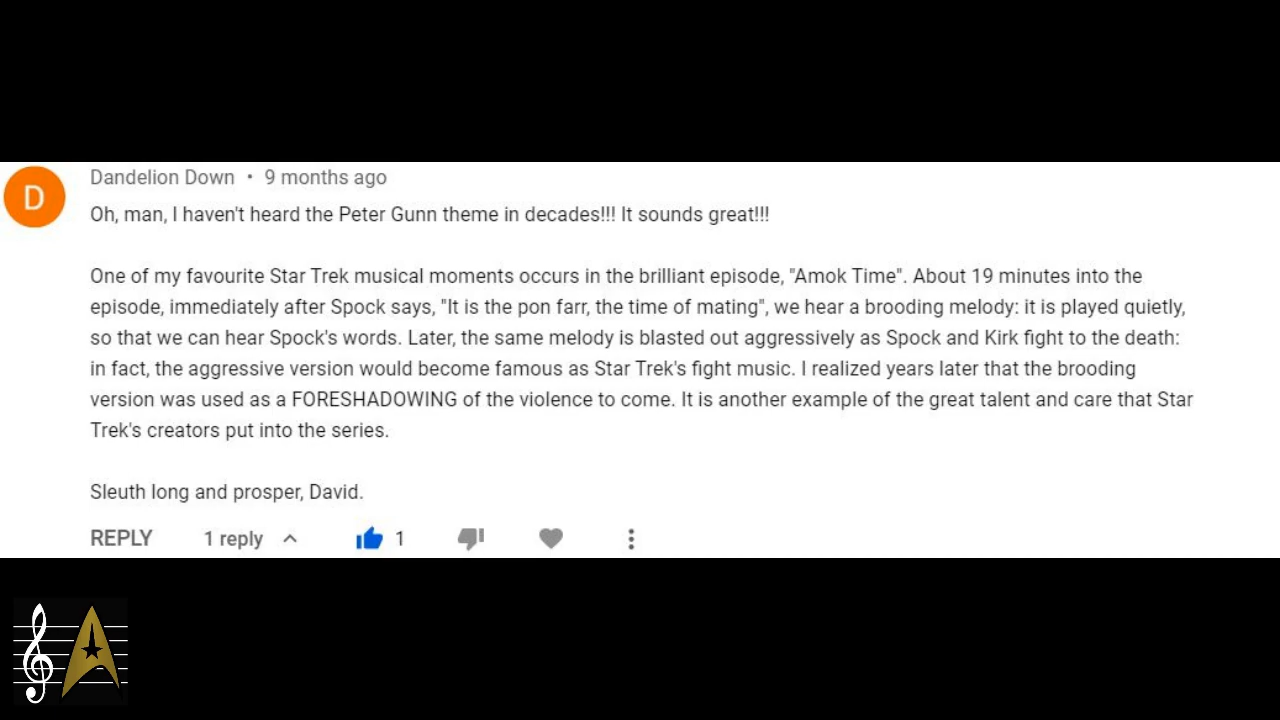 D
Dandelion Down • 9 months ago
Oh, man, I haven't heard the Peter Gunn theme in decades!!! It sounds great!!!
One of my favourite Star Trek musical moments occurs in the brilliant episode, "Amok Time". About 19 minutes into the
episode, immediately after Spock says, "It is the pon farr, the time of mating", we hear a brooding melody: it is played quietly,
so that we can hear Spock's words. Later, the same melody is blasted out aggressively as Spock and Kirk fight to the death:
in fact, the aggressive version would become famous as Star Trek's fight music. I realized years later that the brooding
version was used as a FORESHADOWING of the violence to come. It is another example of the great talent and care that Star
Trek's creators put into the series.
Sleuth long and prosper, David.
REPLY 1 reply 1